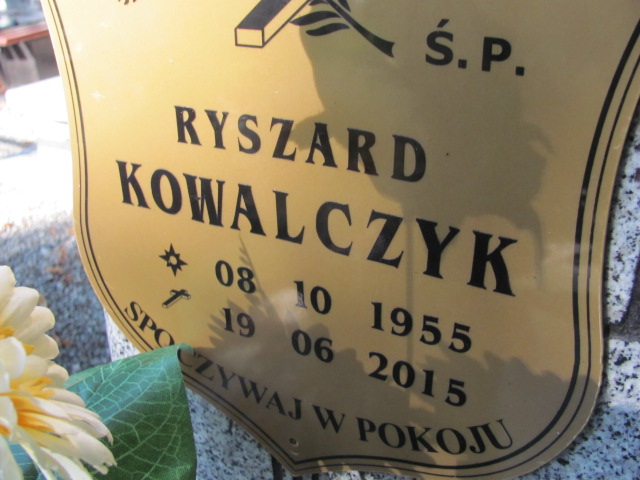 Ś.P.
RYSZARD
KOWALCZYK
08 10 1955
19 06 2015
SPOCZYWAJ W POKOJU